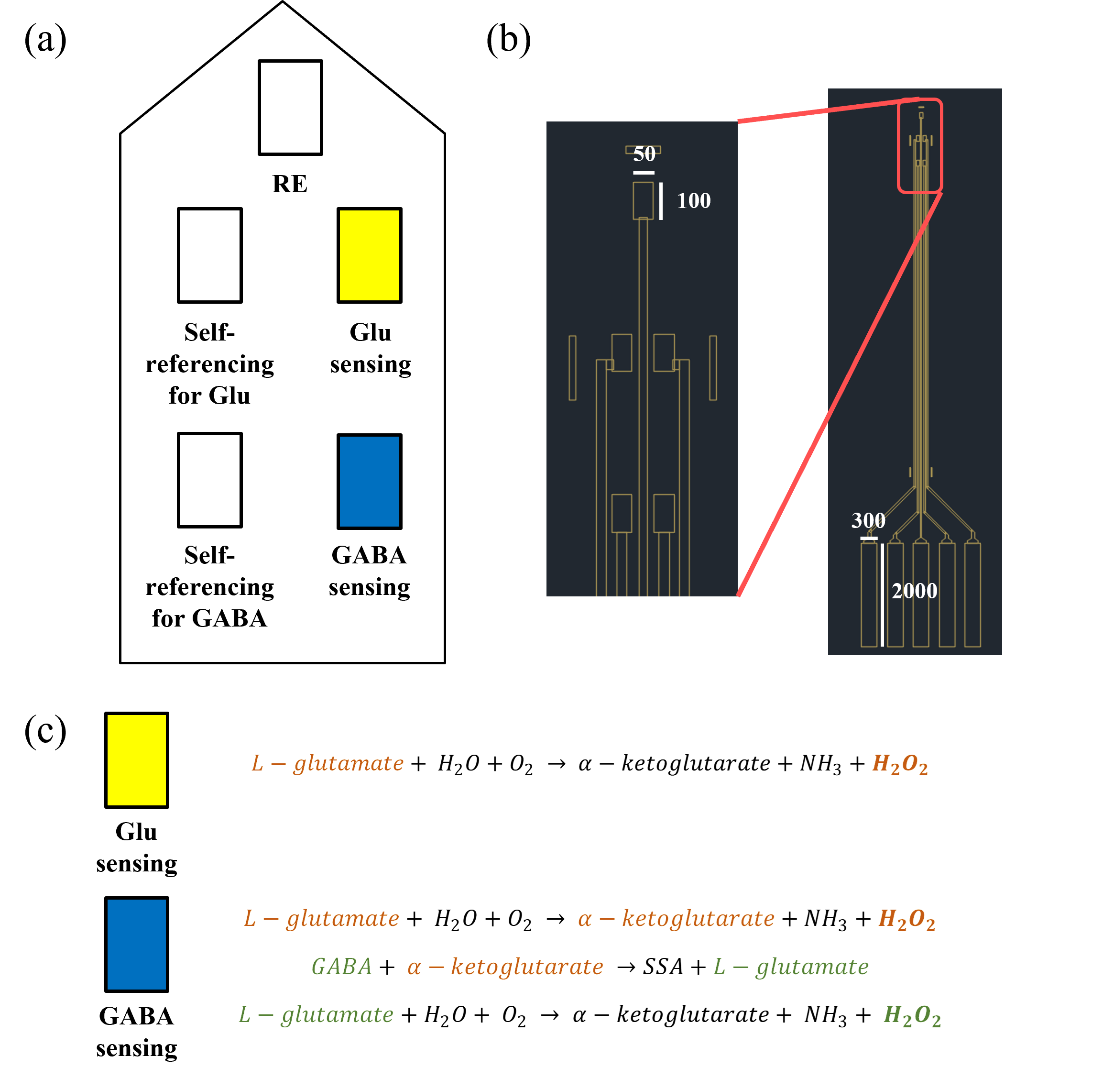 (a)
RE
Self-
referencing
for Glu
Glu
sensing
Self-
referencing
for GABA
GABA
sensing
(b)
50
100
300
2000
(c)
Glu
sensing
L − glutamate + H₂O + O₂ → α − ketoglutarate + NH₃ + H₂O₂
GABA
sensing
L − glutamate + H₂O + O₂ → α − ketoglutarate + NH₃ + H₂O₂
GABA + α − ketoglutarate → SSA + L − glutamate
L − glutamate + H₂O + O₂ → α − ketoglutarate + NH₃ + H₂O₂